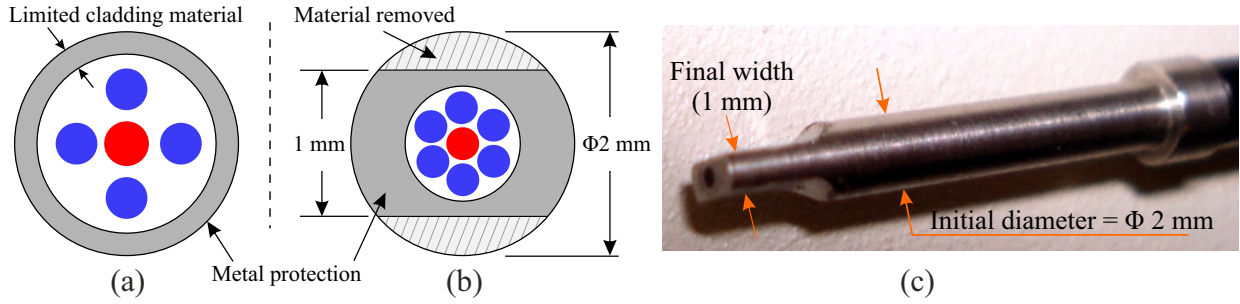 Limited cladding material
Metal protection
(a)
Material removed
1 mm
Φ2 mm
(b)
Final width
(1 mm)
Initial diameter = Φ 2 mm
(c)